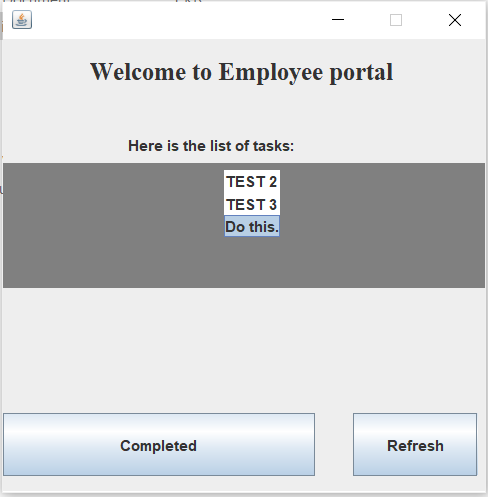 Welcome to Employee portal
Here is the list of tasks:
TEST 2
TEST 3
Do this.
Completed
Refresh